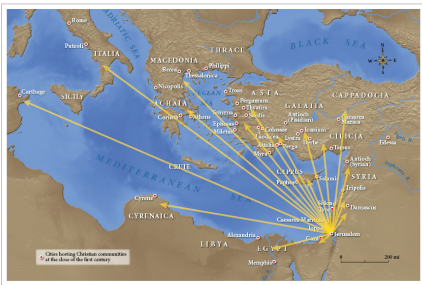 Rome
ADRIATIC SEA
BLACK SEA
Puteoli
ITALIA
THRACE
MACEDONIA
Philippi
Berea
Thessalonica
N
CAPPADOCIA
Nicopolis
Troas
ASIA
Pergamum
Thyatira
GALATIA
Carthage
SICILY
ACHAIA
AEGEAN
Smyrna
Sardis
Antioch
(Pisidian)
Caesarea
Mazaca
Corinth
Athens
Ephesus
Colossae
Iconium
Miletus
Laodicea
Lystra
Derbe
CILICIA
Attalia
Perga
Tarsus
Edessa
Myra
MEDITERRANEAN SEA
CRETE
CYPRUS
Salamis
Paphos
Antioch
(Syrian)
SYRIA
Tripolis
Cyrene
Sidon
Tyre
Damascus
CYRENAICA
Caesarea Maritima
Joppa
Alexandria
Gaza
Jerusalem
LIBYA
EGYPT
Memphis
Cities hosting Christian communities
at the close of the first century
0
200 mi